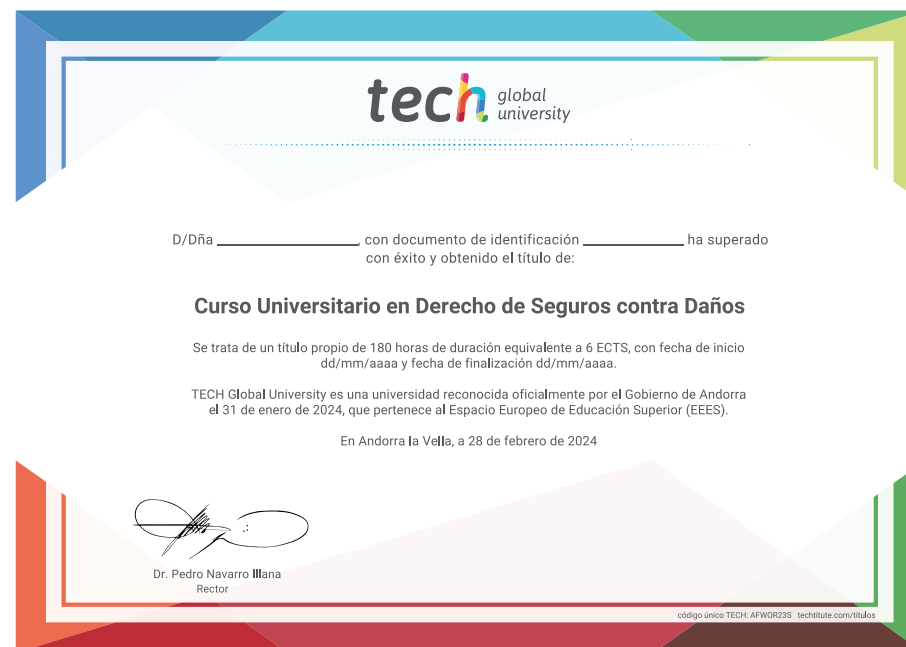 tech global university
D/Dña ____________________, con documento de identificación ______________ ha superado
con éxito y obtenido el título de:
Curso Universitario en Derecho de Seguros contra Daños
Se trata de un título propio de 180 horas de duración equivalente a 6 ECTS, con fecha de inicio
dd/mm/aaaa y fecha de finalización dd/mm/aaaa.
TECH Global University es una universidad reconocida oficialmente por el Gobierno de Andorra
el 31 de enero de 2024, que pertenece al Espacio Europeo de Educación Superior (EEES).
En Andorra la Vella, a 28 de febrero de 2024
Dr. Pedro Navarro Illana
Rector
código único TECH: AFWOR23S techtitute.com/titulos